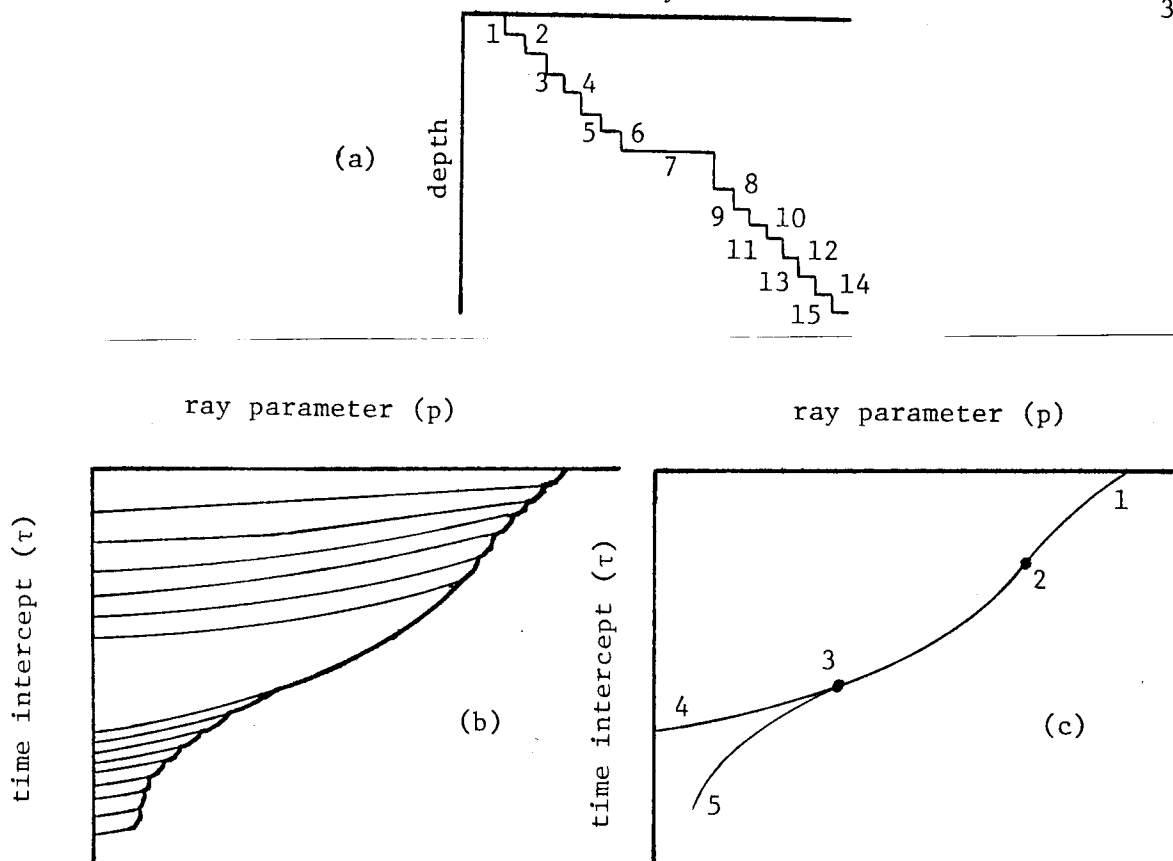 3
1 2
3 4
5 6
7
(a)
depth
8
9 10
11 12
13 14
15
ray parameter (p)
ray parameter (p)
time intercept (τ)
(b)
time intercept (τ)
1
2
3
4
5
(c)